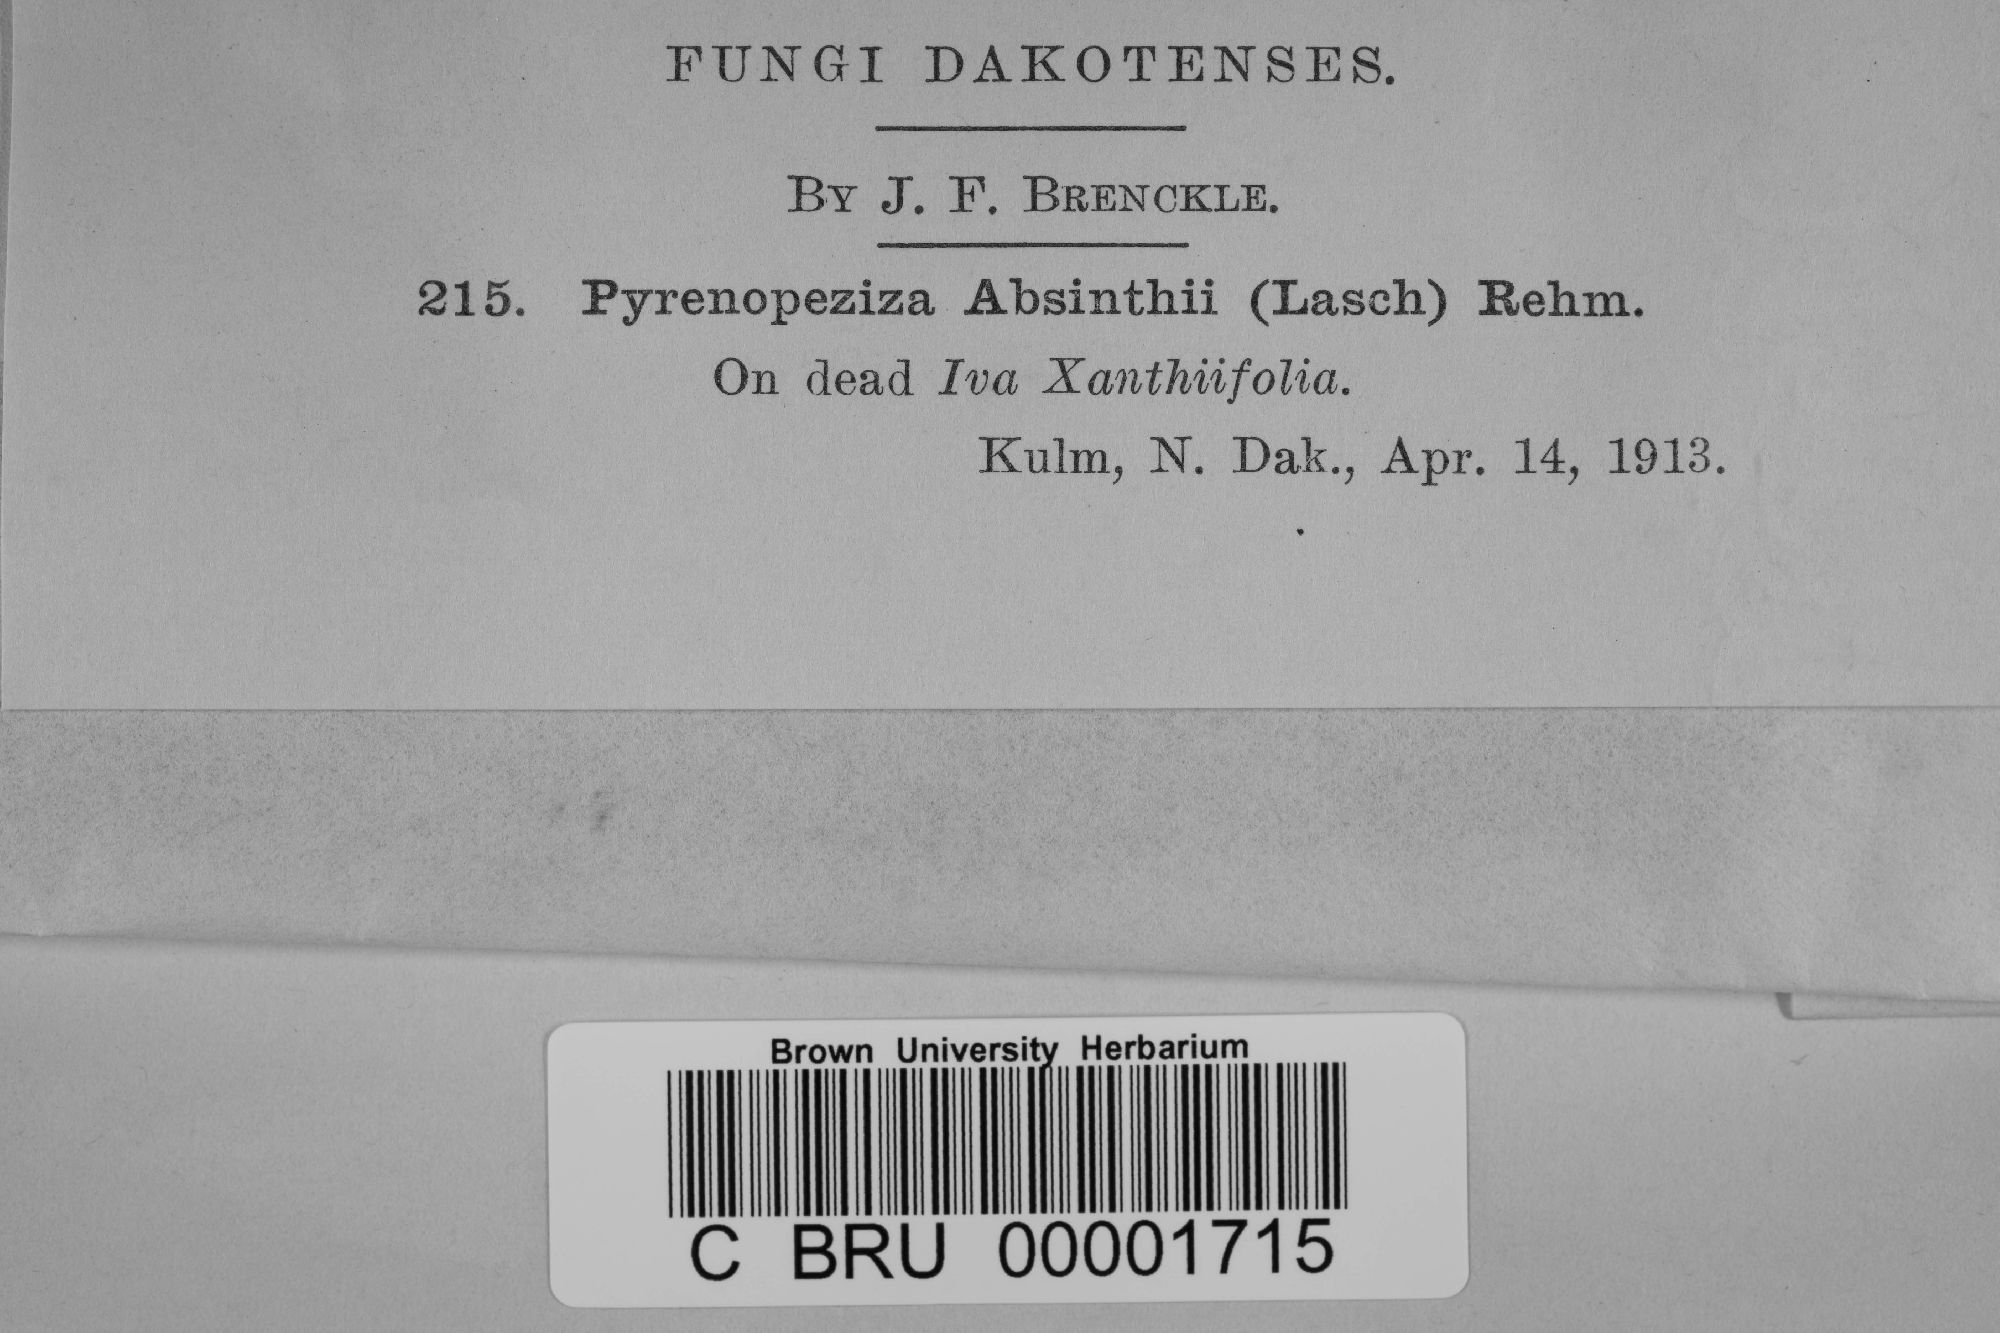 FUNGI DAKOTENSES.
BY J. F. BRENCKLE.
215. Pyrenopeziza Absinthii (Lasch) Rehm.
On dead Iva Xanthiifolia.
Kulm, N. Dak., Apr. 14, 1913.
Brown University Herbarium
C BRU 00001715